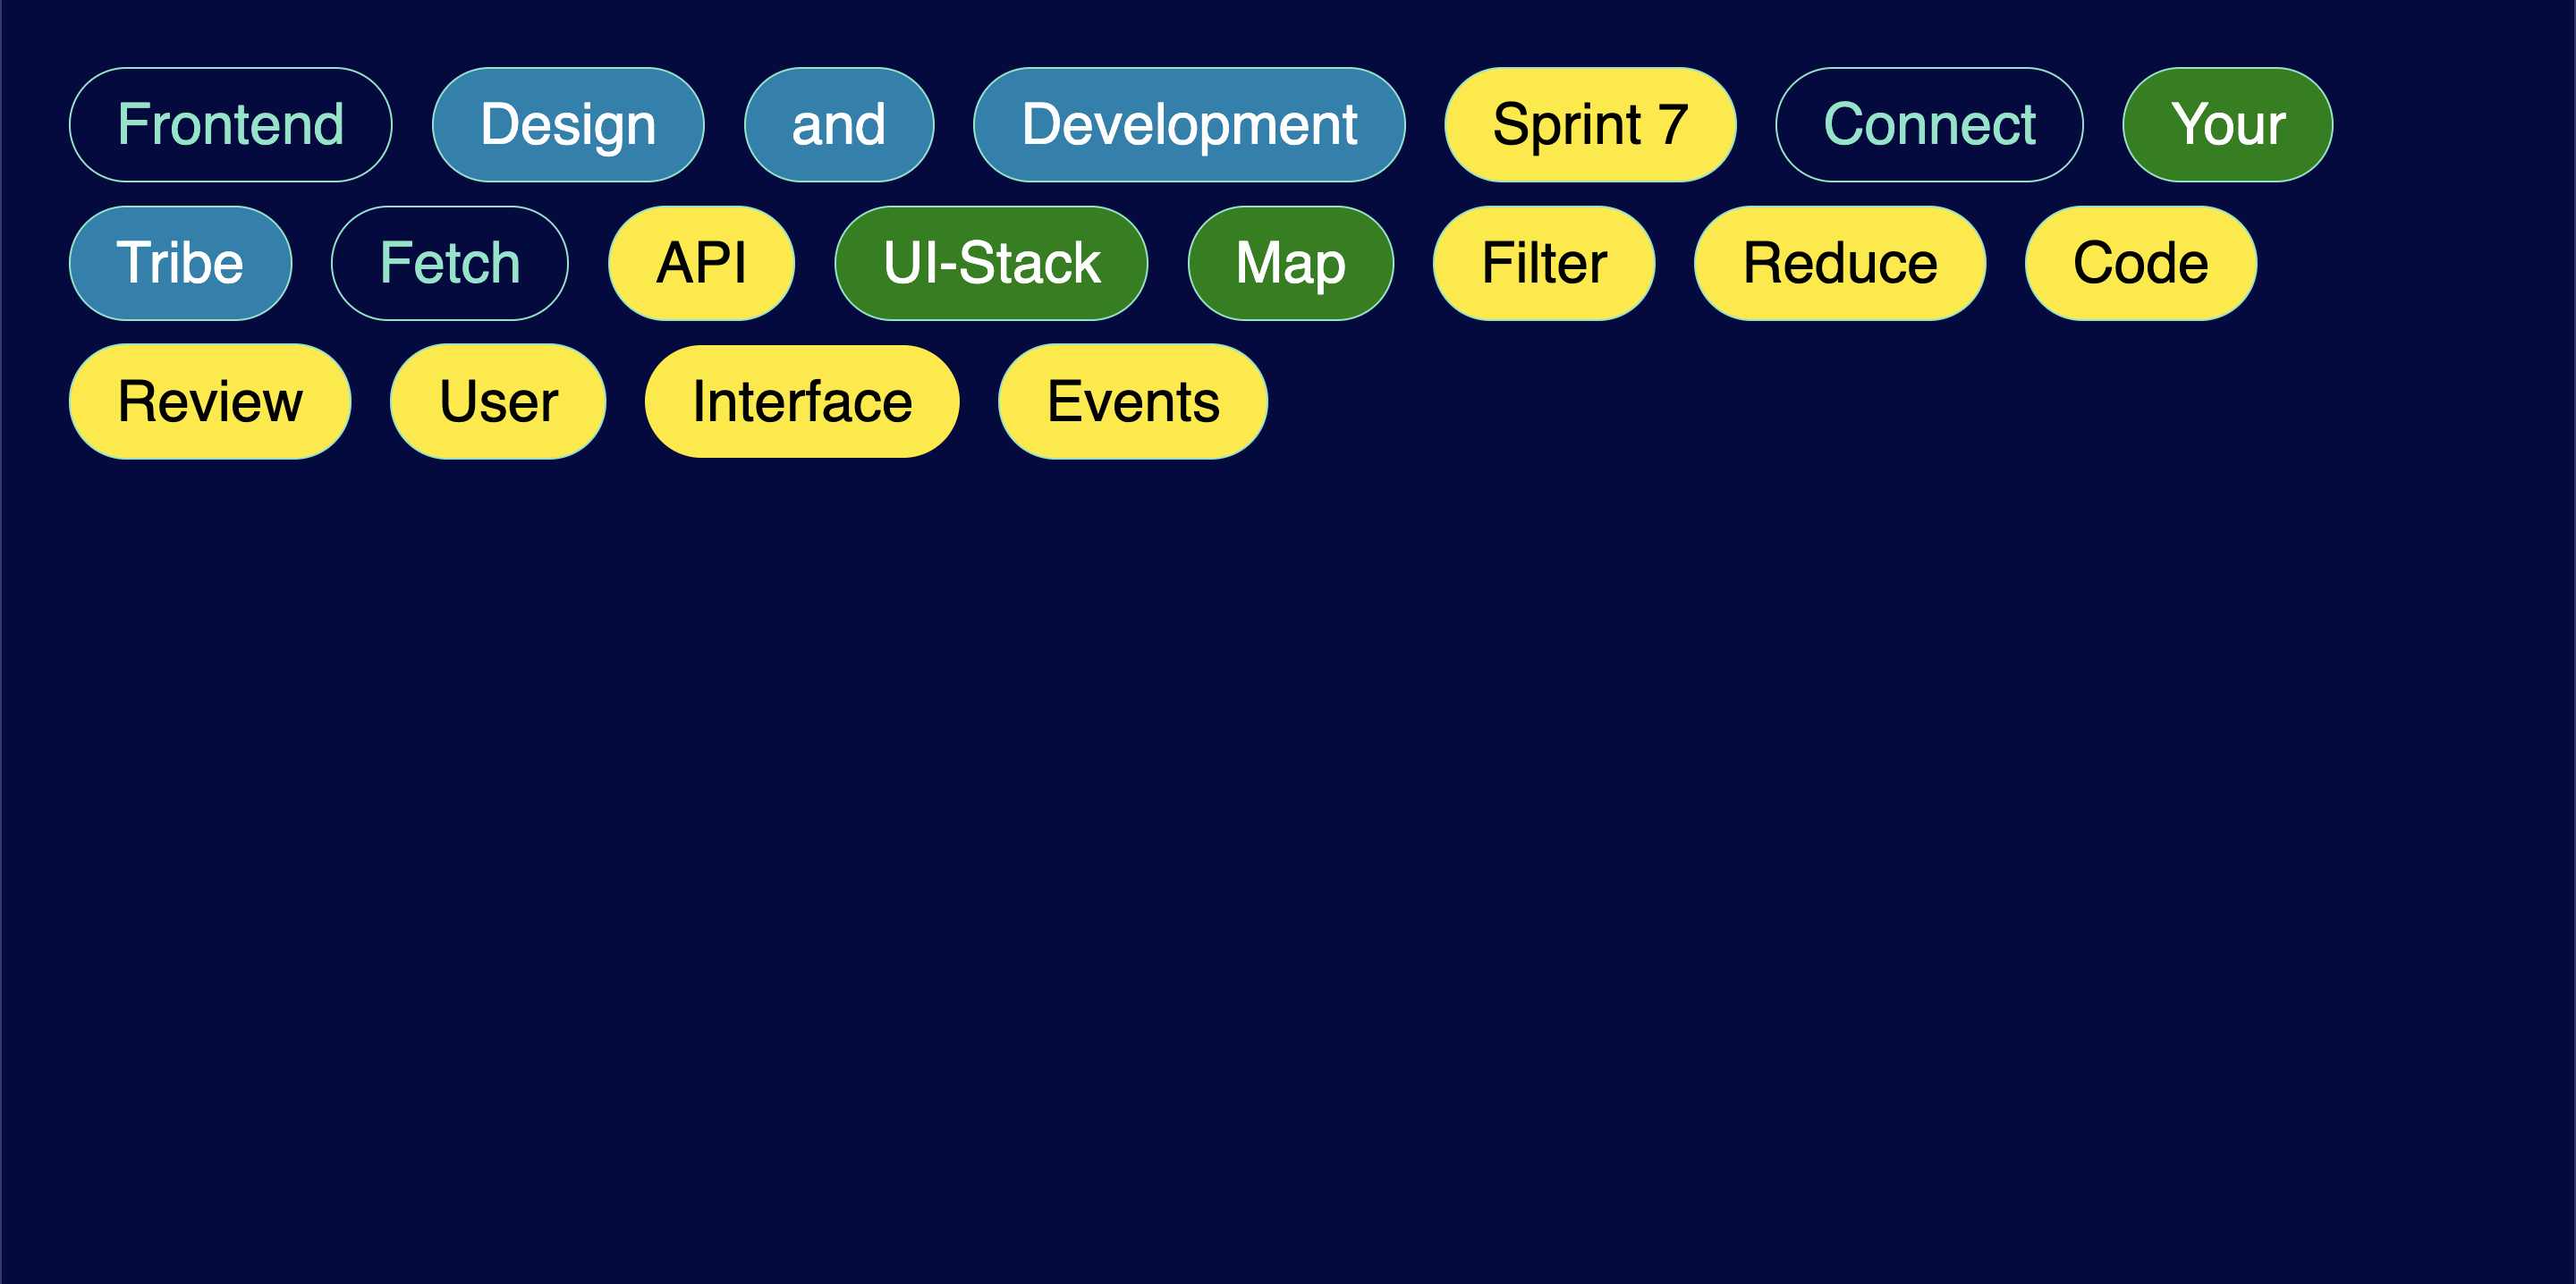 Frontend Design and Development Sprint 7 Connect Your
Tribe Fetch API UI-Stack Map Filter Reduce Code
Review User Interface Events